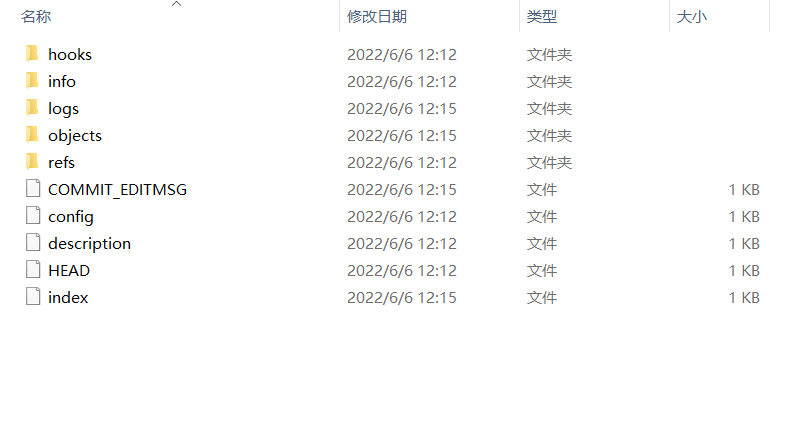 名称 修改日期 类型 大小
hooks 2022/6/6 12:12 文件夹
info 2022/6/6 12:12 文件夹
logs 2022/6/6 12:15 文件夹
objects 2022/6/6 12:15 文件夹
refs 2022/6/6 12:12 文件夹
COMMIT_EDITMSG 2022/6/6 12:15 文件 1 KB
config 2022/6/6 12:12 文件 1 KB
description 2022/6/6 12:12 文件 1 KB
HEAD 2022/6/6 12:12 文件 1 KB
index 2022/6/6 12:15 文件 1 KB